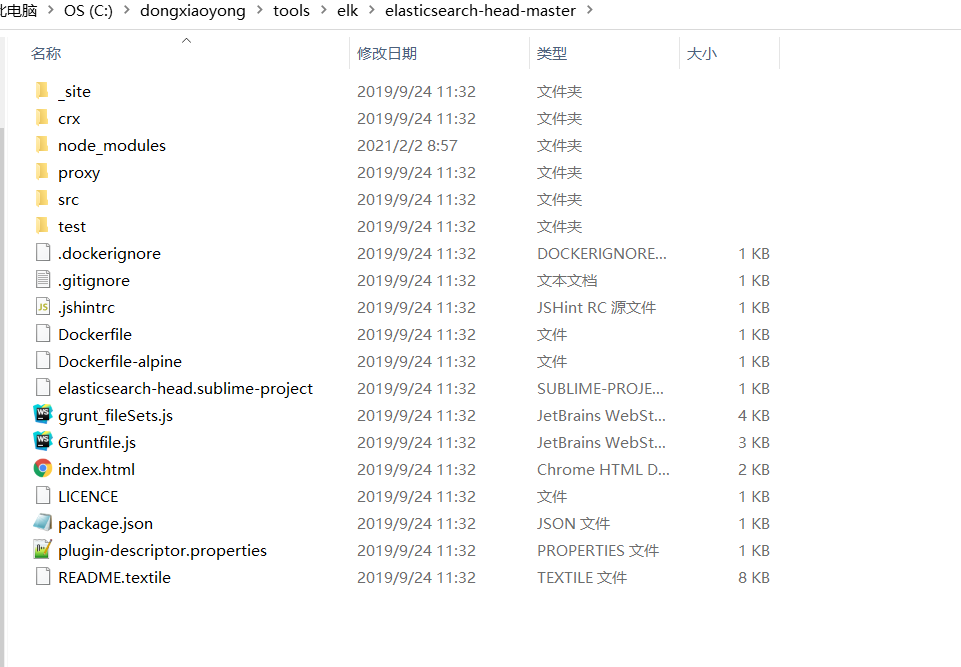 此电脑 > OS (C:) > dongxiaoyong > tools > elk > elasticsearch-head-master >
名称 修改日期 类型 大小
_site 2019/9/24 11:32 文件夹
crx 2019/9/24 11:32 文件夹
node_modules 2021/2/2 8:57 文件夹
proxy 2019/9/24 11:32 文件夹
src 2019/9/24 11:32 文件夹
test 2019/9/24 11:32 文件夹
.dockerignore 2019/9/24 11:32 DOCKERIGNORE... 1 KB
.gitignore 2019/9/24 11:32 文本文档 1 KB
.jshintrc 2019/9/24 11:32 JSHint RC 源文件 1 KB
Dockerfile 2019/9/24 11:32 文件 1 KB
Dockerfile-alpine 2019/9/24 11:32 文件 1 KB
elasticsearch-head.sublime-project 2019/9/24 11:32 SUBLIME-PROJE... 1 KB
grunt_fileSets.js 2019/9/24 11:32 JetBrains WebSt... 4 KB
Gruntfile.js 2019/9/24 11:32 JetBrains WebSt... 3 KB
index.html 2019/9/24 11:32 Chrome HTML D... 2 KB
LICENCE 2019/9/24 11:32 文件 1 KB
package.json 2019/9/24 11:32 JSON 文件 1 KB
plugin-descriptor.properties 2019/9/24 11:32 PROPERTIES 文件 1 KB
README.textile 2019/9/24 11:32 TEXTILE 文件 8 KB